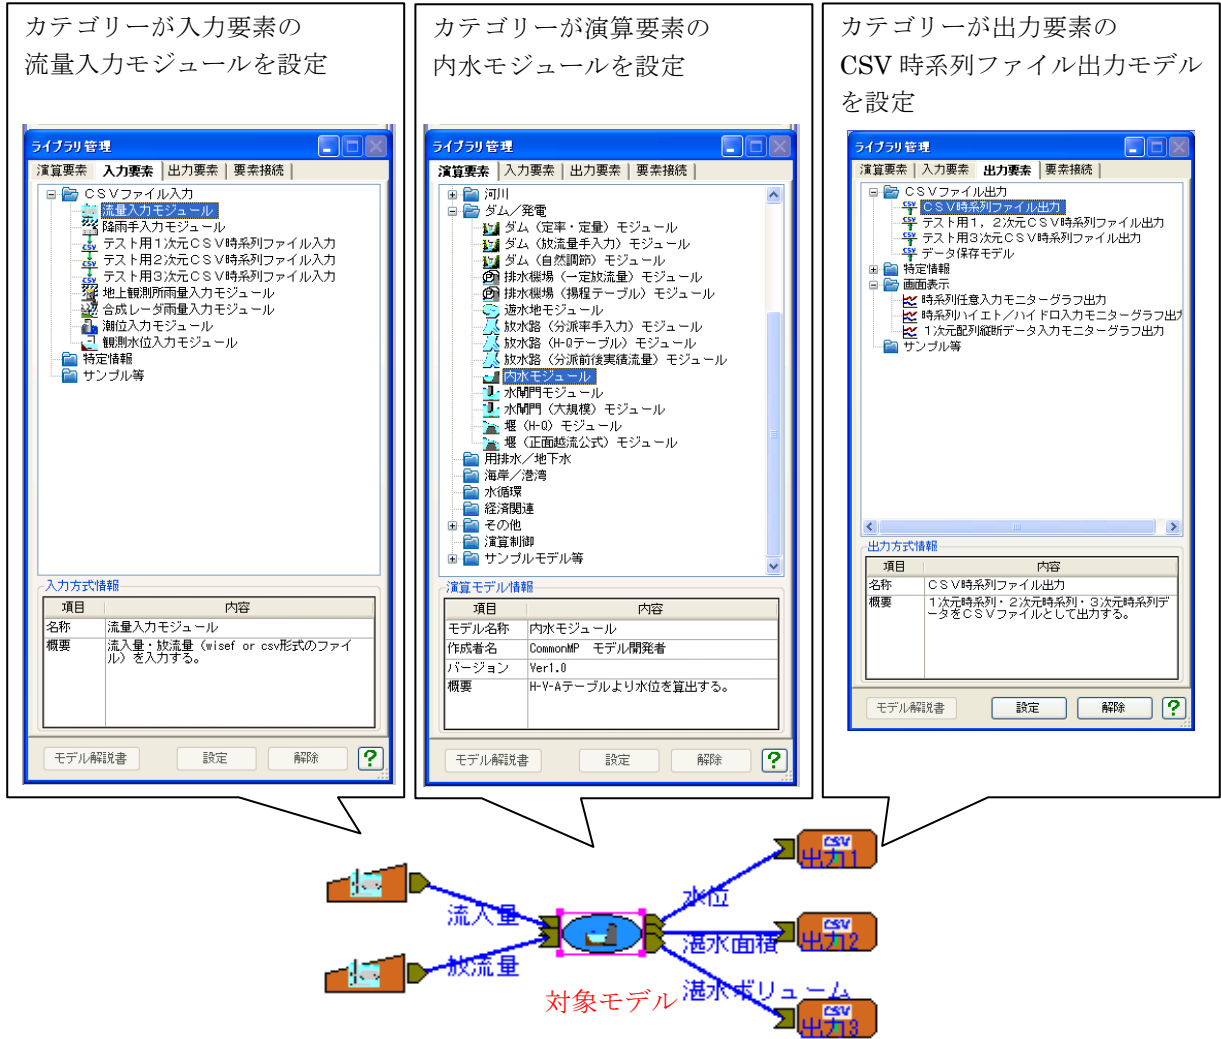 カテゴリーが入力要素の
流量入力モジュールを設定
ライブラリ管理
演算要素 入力要素 出力要素 要素接続
CSVファイル入力
流量入力モジュール
降雨手入力モジュール
テスト用1次元CSV時系列ファイル入力
テスト用2次元CSV時系列ファイル入力
テスト用3次元CSV時系列ファイル入力
地上観測所雨量入力モジュール
合成レーダ雨量入力モジュール
潮位入力モジュール
観測水位入力モジュール
特定情報
サンプル等
入力方式情報
項目 内容
名称 流量入力モジュール
概要 流入量・放流量（wisef or csv形式のファイ
ル）を入力する。
モデル解説書 設定 解除 ?
カテゴリーが演算要素の
内水モジュールを設定
ライブラリ管理
演算要素 入力要素 出力要素 要素接続
河川
ダム／発電
ダム（定率・定量）モジュール
ダム（放流量手入力）モジュール
ダム（自然調節）モジュール
排水機場（一定放流量）モジュール
排水機場（揚程テーブル）モジュール
遊水地モジュール
放水路（分派率手入力）モジュール
放水路（H-Qテーブル）モジュール
放水路（分派前後実績流量）モジュール
内水モジュール
水閘門モジュール
水閘門（大規模）モジュール
堰（H-Q）モジュール
堰（正面越流公式）モジュール
用排水／地下水
海岸／港湾
水循環
経済関連
その他
演算制御
サンプルモデル等
演算モデル情報
項目 内容
モデル名称 内水モジュール
作成者名 CommonMP モデル開発者
バージョン Ver1.0
概要 H-V-Aテーブルより水位を算出する。
モデル解説書 設定 解除 ?
カテゴリーが出力要素の
CSV 時系列ファイル出力モデル
を設定
ライブラリ管理
演算要素 入力要素 出力要素 要素接続
CSVファイル出力
CSV時系列ファイル出力
テスト用1，2次元CSV時系列ファイル出力
テスト用3次元CSV時系列ファイル出力
データ保存モデル
特定情報
画面表示
時系列任意入力モニターグラフ出力
時系列ハイエト／ハイドロ入力モニターグラフ出力
1次元配列縦断データ入力モニターグラフ出力
サンプル等
出力方式情報
項目 内容
名称 CSV時系列ファイル出力
概要 1次元時系列・2次元時系列・3次元時系列デ
ータをCSVファイルとして出力する。
モデル解説書 設定 解除 ?
流入量
放流量
対象モデル
水位
湛水面積
湛水ボリューム
CSV
出力1
CSV
出力2
CSV
出力3